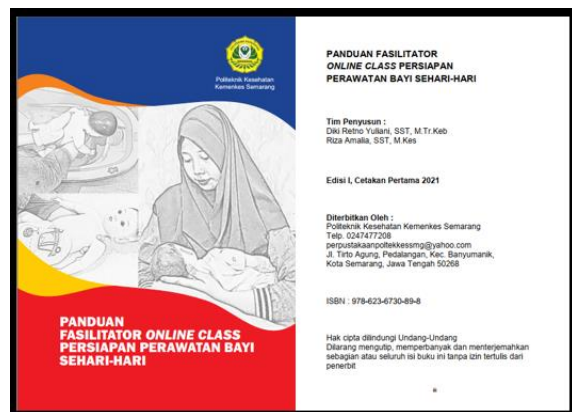 Politeknik Kesehatan
Kemenkes Semarang
PANDUAN
FASILITATOR ONLINE CLASS
PERSIAPAN PERAWATAN BAYI
SEHARI-HARI
PANDUAN FASILITATOR
ONLINE CLASS PERSIAPAN
PERAWATAN BAYI SEHARI-HARI
Tim Penyusun :
Diki Retno Yuliani, SST, M.Tr.Keb
Riza Amalia, SST, M.Kes
Edisi I, Cetakan Pertama 2021
Diterbitkan Oleh :
Politeknik Kesehatan Kemenkes Semarang
Telp. 0247477208
perpustakaanpoltekkessmg@yahoo.com
Jl. Tirto Agung, Pedalangan, Kec. Banyumanik,
Kota Semarang, Jawa Tengah 50268
ISBN : 978-623-6730-89-8
Hak cipta dilindungi Undang-Undang
Dilarang mengutip, memperbanyak dan menterjemahkan
sebagian atau seluruh isi buku ini tanpa izin tertulis dari
penerbit